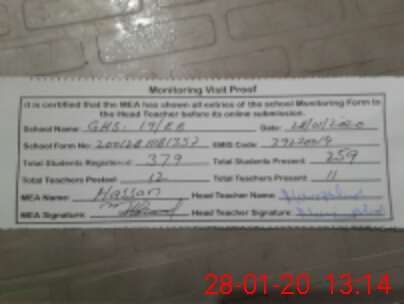 Monitoring Visit Proof
it is certified that the MEA has shown all entries of the school Monitoring Form to
the Head Teacher before its online submission.
School Name: GHS: 19/EB Date: 28/01/2020
School Form No: EMIS Code:
Total Students Registered: 379 Total Students Present: 259
Total Teachers Posted: 12 Total Teachers Present: 11
MEA Name: Hassan Head Teacher Name:
MEA Signature: Head Teacher Signature:
28-01-20 13:14